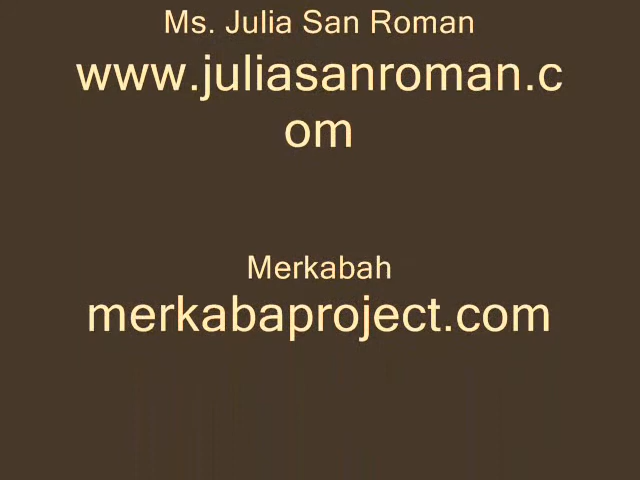 Ms. Julia San Roman
www.juliasanroman.c
om
Merkabah
merkabaproject.com